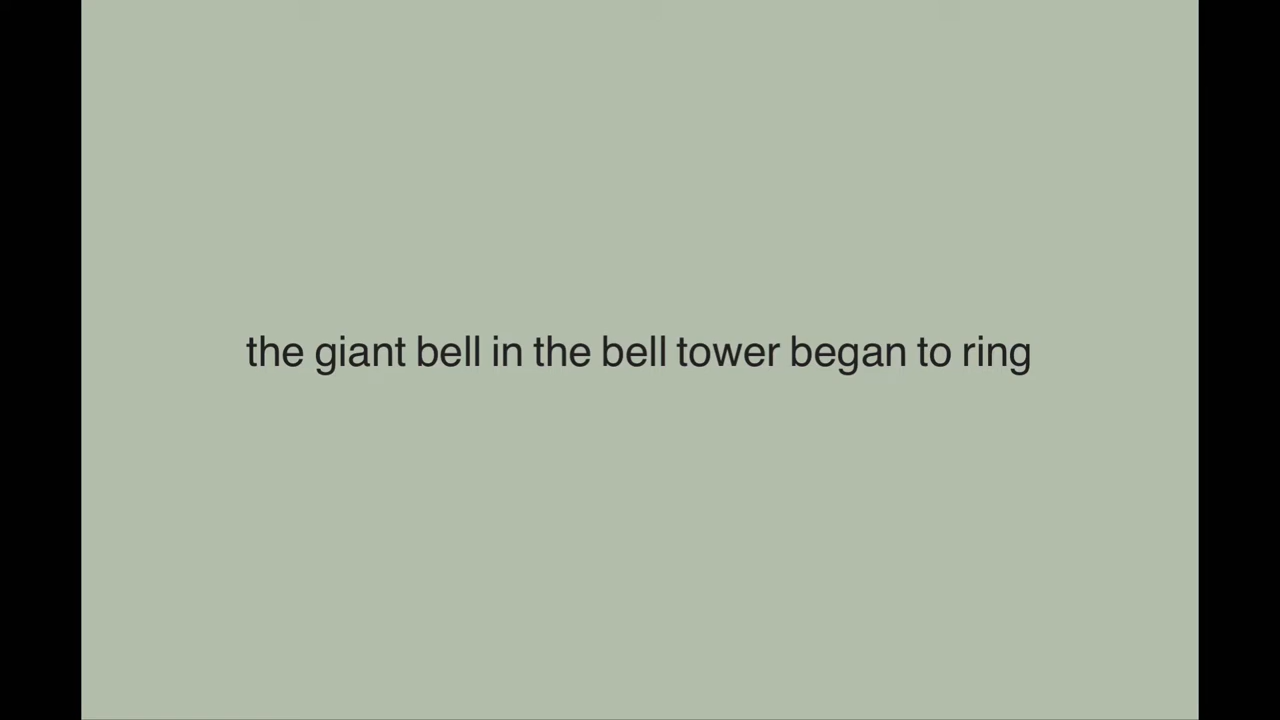 the giant bell in the bell tower began to ring